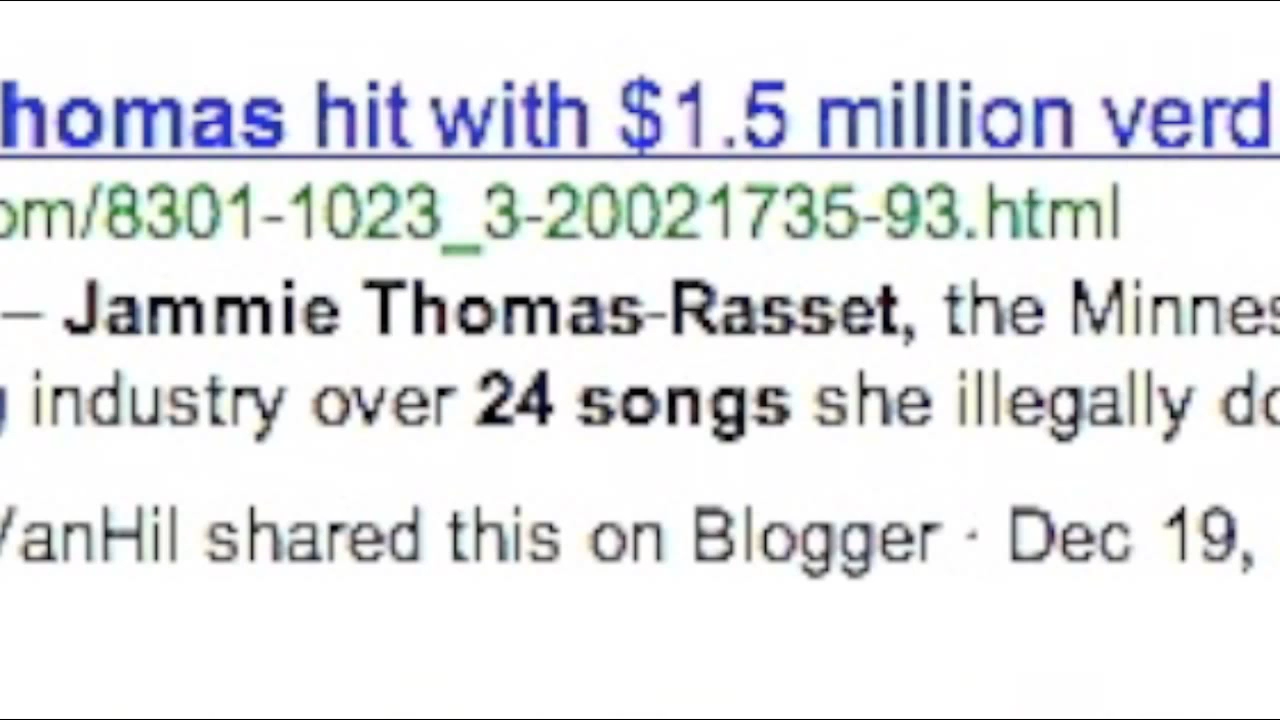 homas hit with $1.5 million verd
om/8301-1023_3-20021735-93.html
– Jammie Thomas-Rasset, the Minnes
g industry over 24 songs she illegally do
VanHil shared this on Blogger · Dec 19,